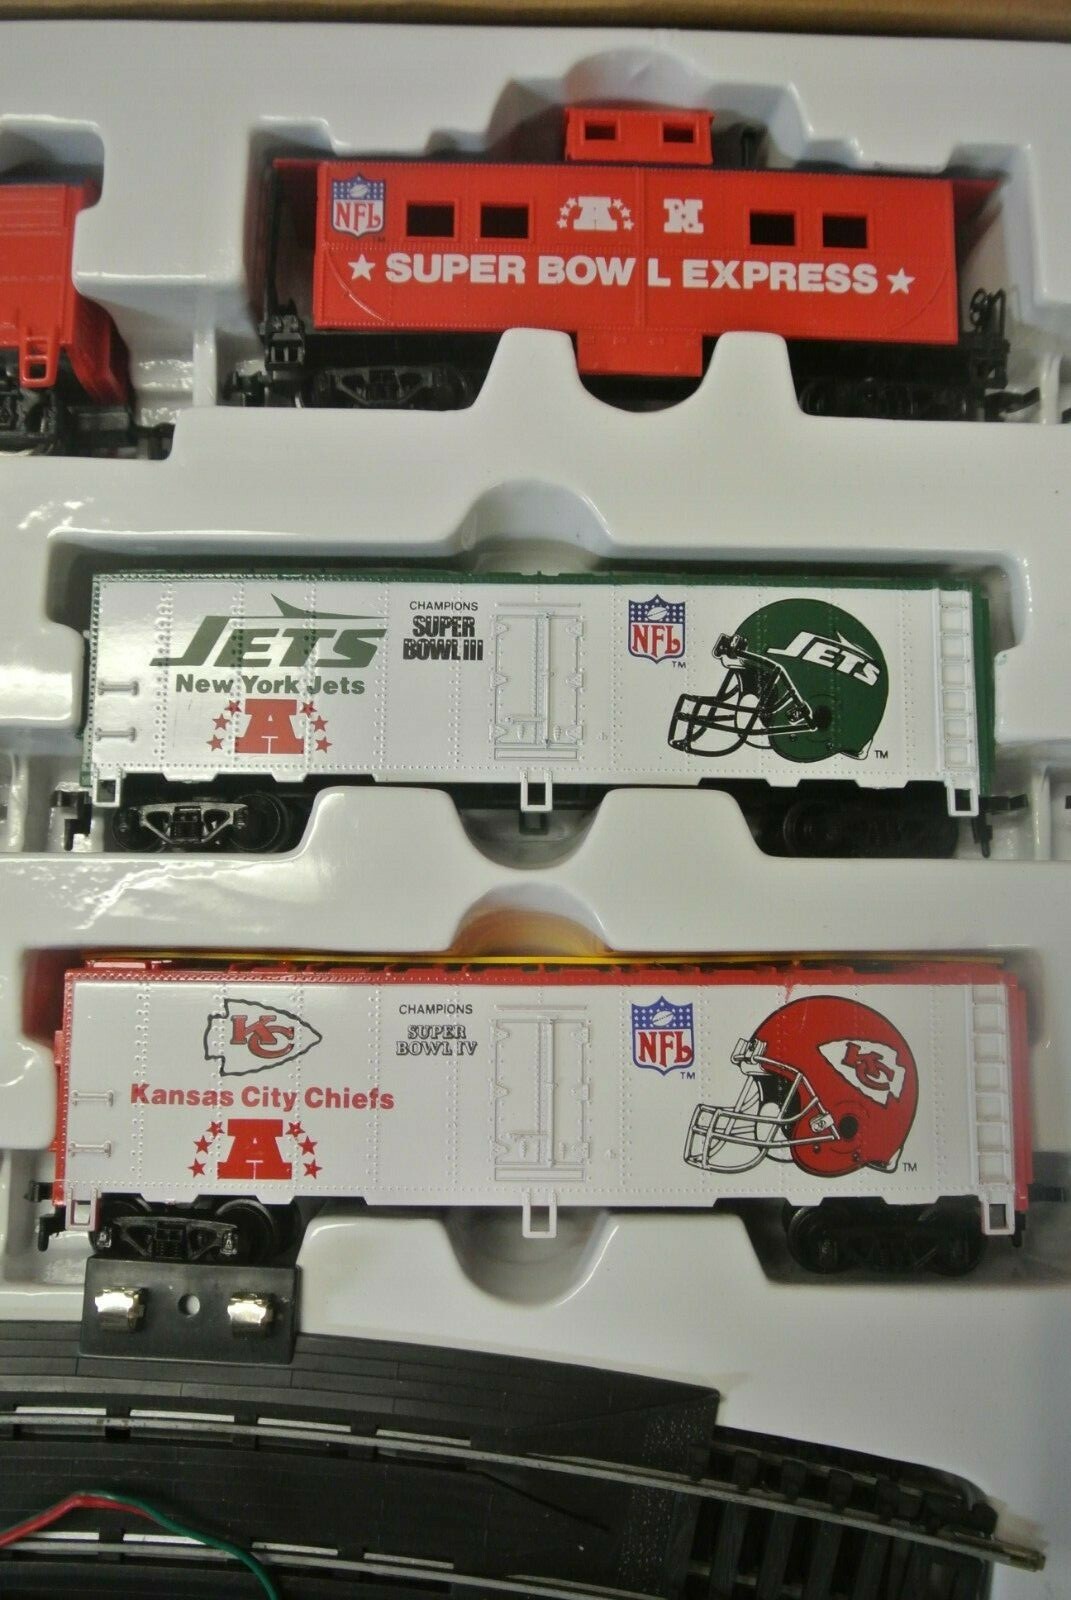 NFL
A N
★ SUPER BOW L EXPRESS ★
JETS
New York Jets
A
CHAMPIONS
SUPER
BOWL III
NFL
TM
JETS
TM
KC
Kansas City Chiefs
A
CHAMPIONS
SUPER
BOWL IV
NFL
TM
KC
TM